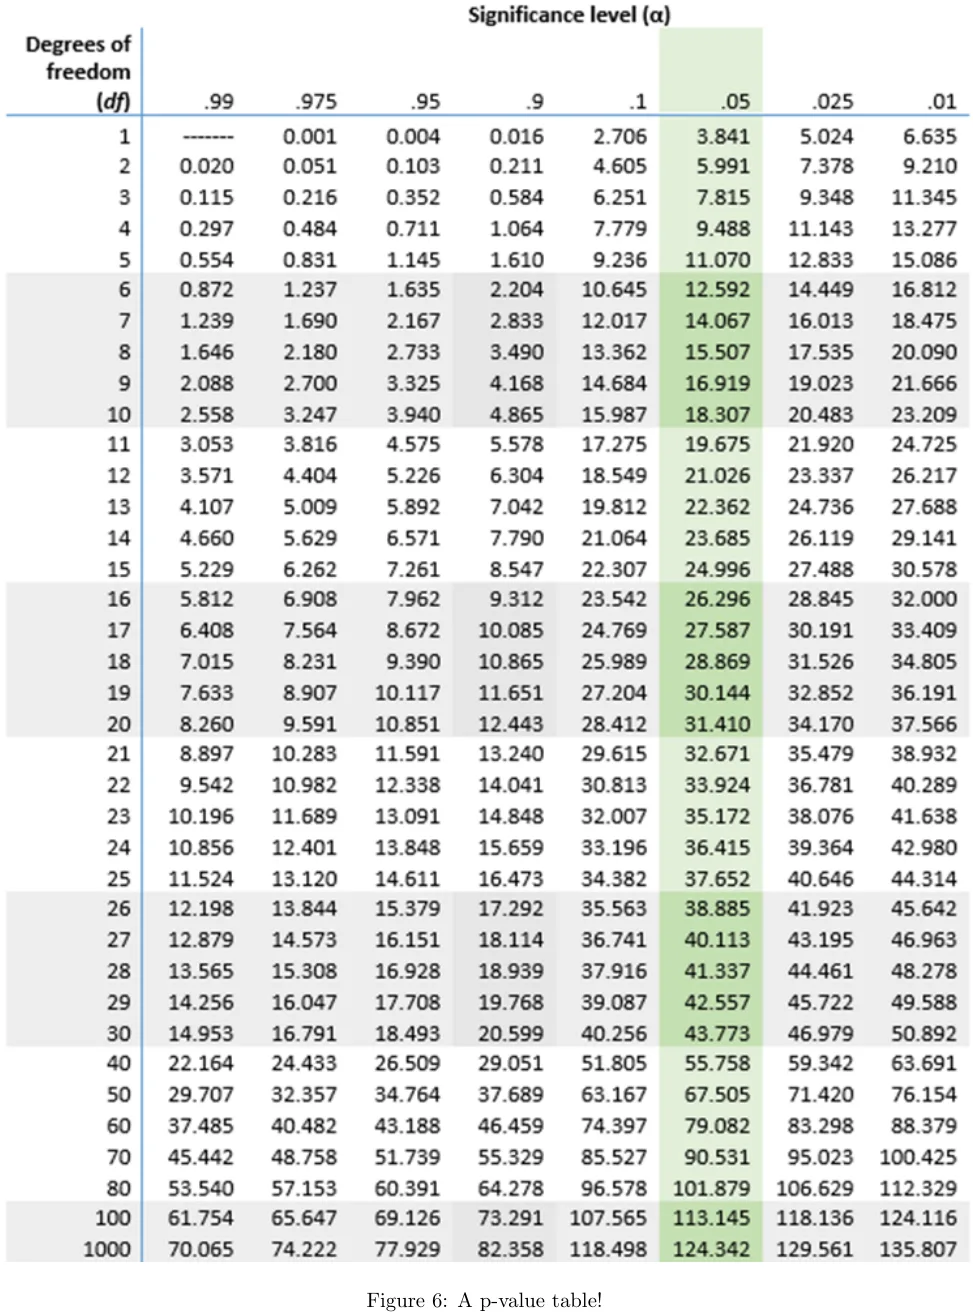 Significance level (α)
Degrees of
freedom
(df) .99 .975 .95 .9 .1 .05 .025 .01
1 ------- 0.001 0.004 0.016 2.706 3.841 5.024 6.635
2 0.020 0.051 0.103 0.211 4.605 5.991 7.378 9.210
3 0.115 0.216 0.352 0.584 6.251 7.815 9.348 11.345
4 0.297 0.484 0.711 1.064 7.779 9.488 11.143 13.277
5 0.554 0.831 1.145 1.610 9.236 11.070 12.833 15.086
6 0.872 1.237 1.635 2.204 10.645 12.592 14.449 16.812
7 1.239 1.690 2.167 2.833 12.017 14.067 16.013 18.475
8 1.646 2.180 2.733 3.490 13.362 15.507 17.535 20.090
9 2.088 2.700 3.325 4.168 14.684 16.919 19.023 21.666
10 2.558 3.247 3.940 4.865 15.987 18.307 20.483 23.209
11 3.053 3.816 4.575 5.578 17.275 19.675 21.920 24.725
12 3.571 4.404 5.226 6.304 18.549 21.026 23.337 26.217
13 4.107 5.009 5.892 7.042 19.812 22.362 24.736 27.688
14 4.660 5.629 6.571 7.790 21.064 23.685 26.119 29.141
15 5.229 6.262 7.261 8.547 22.307 24.996 27.488 30.578
16 5.812 6.908 7.962 9.312 23.542 26.296 28.845 32.000
17 6.408 7.564 8.672 10.085 24.769 27.587 30.191 33.409
18 7.015 8.231 9.390 10.865 25.989 28.869 31.526 34.805
19 7.633 8.907 10.117 11.651 27.204 30.144 32.852 36.191
20 8.260 9.591 10.851 12.443 28.412 31.410 34.170 37.566
21 8.897 10.283 11.591 13.240 29.615 32.671 35.479 38.932
22 9.542 10.982 12.338 14.041 30.813 33.924 36.781 40.289
23 10.196 11.689 13.091 14.848 32.007 35.172 38.076 41.638
24 10.856 12.401 13.848 15.659 33.196 36.415 39.364 42.980
25 11.524 13.120 14.611 16.473 34.382 37.652 40.646 44.314
26 12.198 13.844 15.379 17.292 35.563 38.885 41.923 45.642
27 12.879 14.573 16.151 18.114 36.741 40.113 43.195 46.963
28 13.565 15.308 16.928 18.939 37.916 41.337 44.461 48.278
29 14.256 16.047 17.708 19.768 39.087 42.557 45.722 49.588
30 14.953 16.791 18.493 20.599 40.256 43.773 46.979 50.892
40 22.164 24.433 26.509 29.051 51.805 55.758 59.342 63.691
50 29.707 32.357 34.764 37.689 63.167 67.505 71.420 76.154
60 37.485 40.482 43.188 46.459 74.397 79.082 83.298 88.379
70 45.442 48.758 51.739 55.329 85.527 90.531 95.023 100.425
80 53.540 57.153 60.391 64.278 96.578 101.879 106.629 112.329
100 61.754 65.647 69.126 73.291 107.565 113.145 118.136 124.116
1000 70.065 74.222 77.929 82.358 118.498 124.342 129.561 135.807
Figure 6: A p-value table!